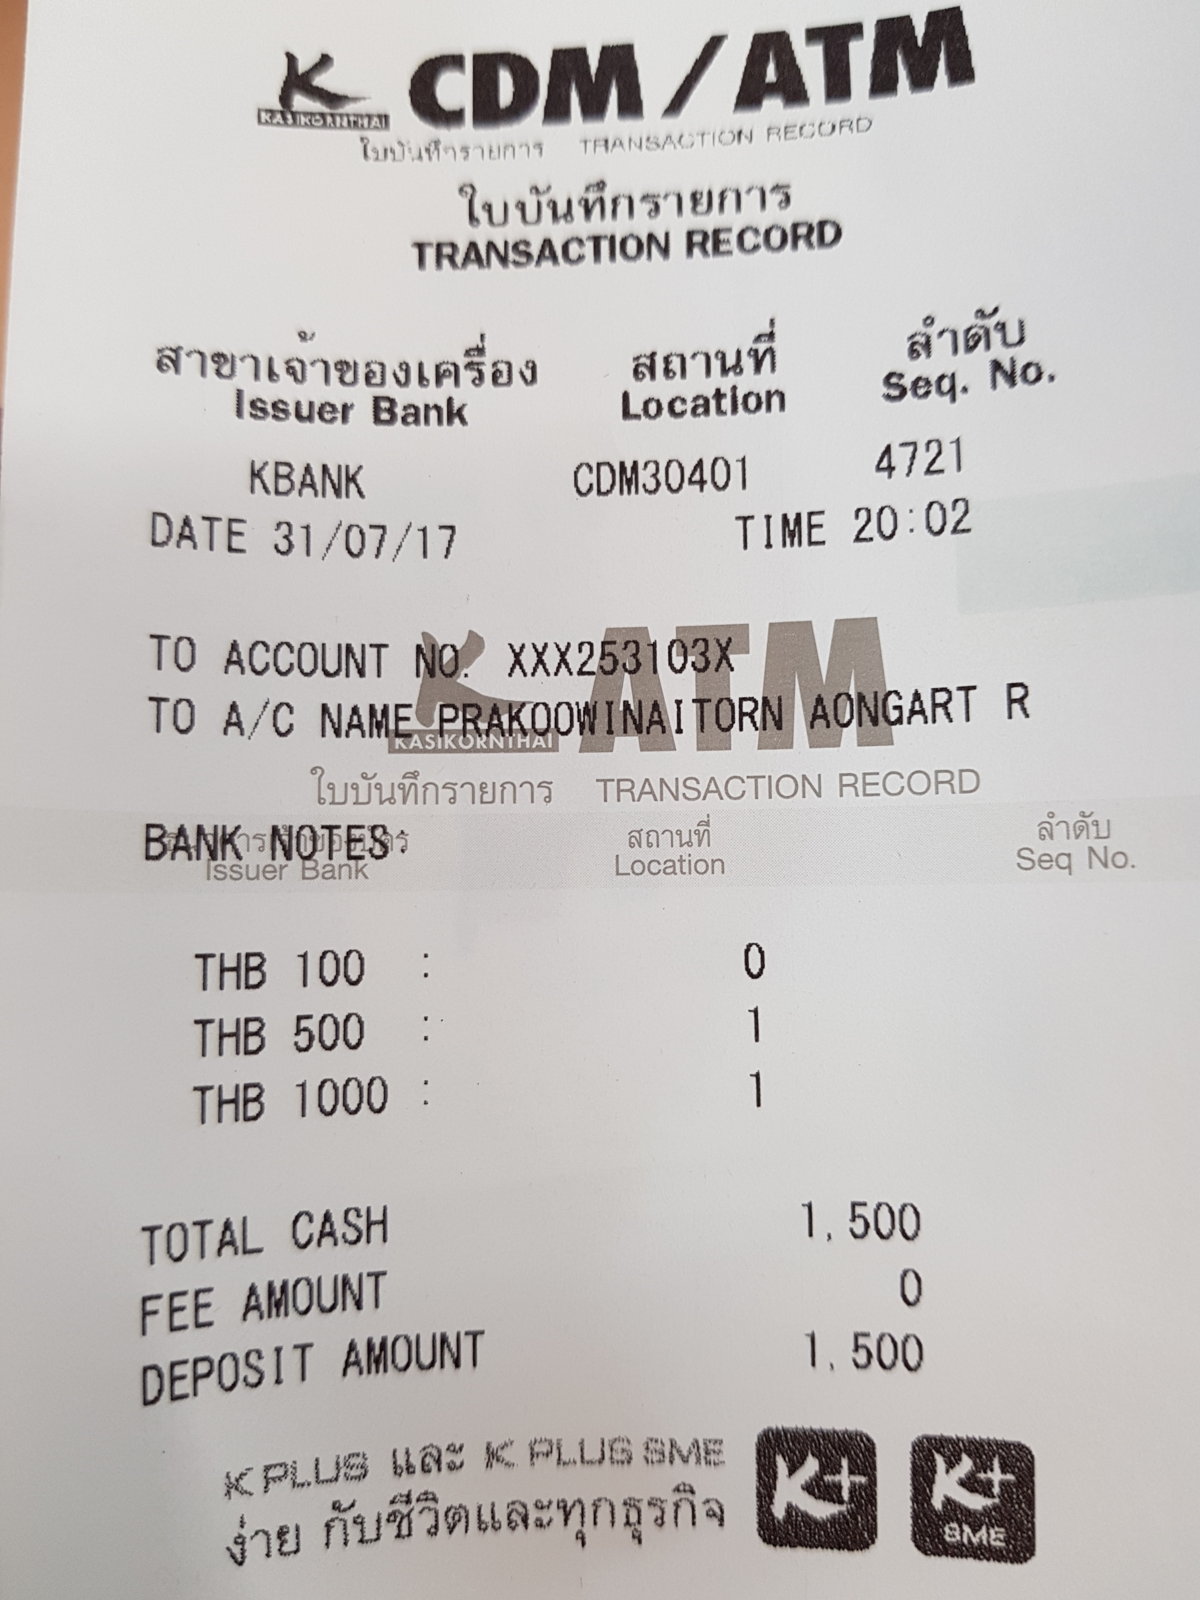 K CDM/ATM
KASIKORNTHAI
ใบบันทึกรายการ TRANSACTION RECORD
ใบบันทึกรายการ
TRANSACTION RECORD
สาขาเจ้าของเครื่อง สถานที่ ลำดับ
Issuer Bank Location Seq. No.
KBANK CDM30401 4721
DATE 31/07/17 TIME 20:02
K ATM
TO ACCOUNT NO. XXX253103X
TO A/C NAME PRAKOOWINAITORN AONGART R
KASIKORNTHAI
ใบบันทึกรายการ TRANSACTION RECORD
BANK NOTES:
สถานที่ ลำดับ
Issuer Bank Location Seq No.
THB 100 : 0
THB 500 : 1
THB 1000 : 1
TOTAL CASH 1,500
FEE AMOUNT 0
DEPOSIT AMOUNT 1,500
K PLUS และ K PLUS SME
ง่าย กับชีวิตและทุกธุรกิจ
K+ K+
SME